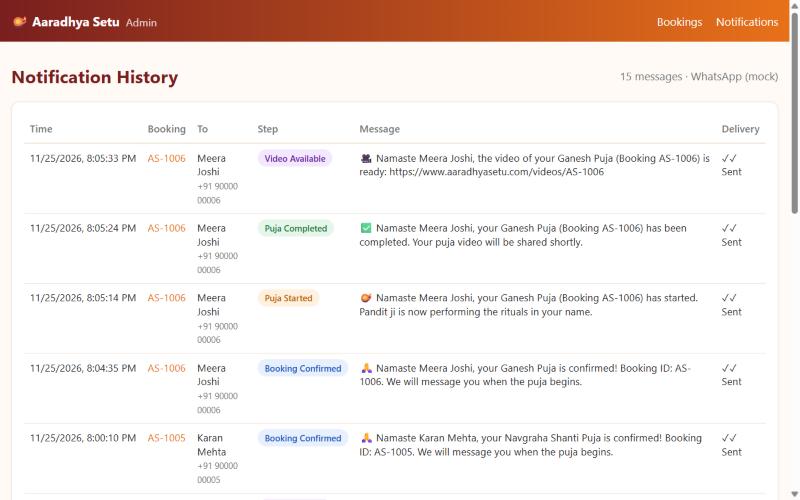 Aaradhya Setu Admin
Bookings Notifications
Notification History
15 messages · WhatsApp (mock)
Time Booking To Step Message Delivery
11/25/2026, 8:05:33 PM AS-1006 Meera Joshi +91 90000 00006 Video Available 🎥 Namaste Meera Joshi, the video of your Ganesh Puja (Booking AS-1006) is ✓✓
ready: https://www.aaradhyasetu.com/videos/AS-1006 Sent
11/25/2026, 8:05:24 PM AS-1006 Meera Joshi +91 90000 00006 Puja Completed ✅ Namaste Meera Joshi, your Ganesh Puja (Booking AS-1006) has been ✓✓
completed. Your puja video will be shared shortly. Sent
11/25/2026, 8:05:14 PM AS-1006 Meera Joshi +91 90000 00006 Puja Started 🪔 Namaste Meera Joshi, your Ganesh Puja (Booking AS-1006) has started. ✓✓
Pandit ji is now performing the rituals in your name. Sent
11/25/2026, 8:04:35 PM AS-1006 Meera Joshi +91 90000 00006 Booking Confirmed 🙏 Namaste Meera Joshi, your Ganesh Puja is confirmed! Booking ID: AS- ✓✓
1006. We will message you when the puja begins. Sent
11/25/2026, 8:00:10 PM AS-1005 Karan Mehta +91 90000 00005 Booking Confirmed 🙏 Namaste Karan Mehta, your Navgraha Shanti Puja is confirmed! Booking ✓✓
ID: AS-1005. We will message you when the puja begins. Sent